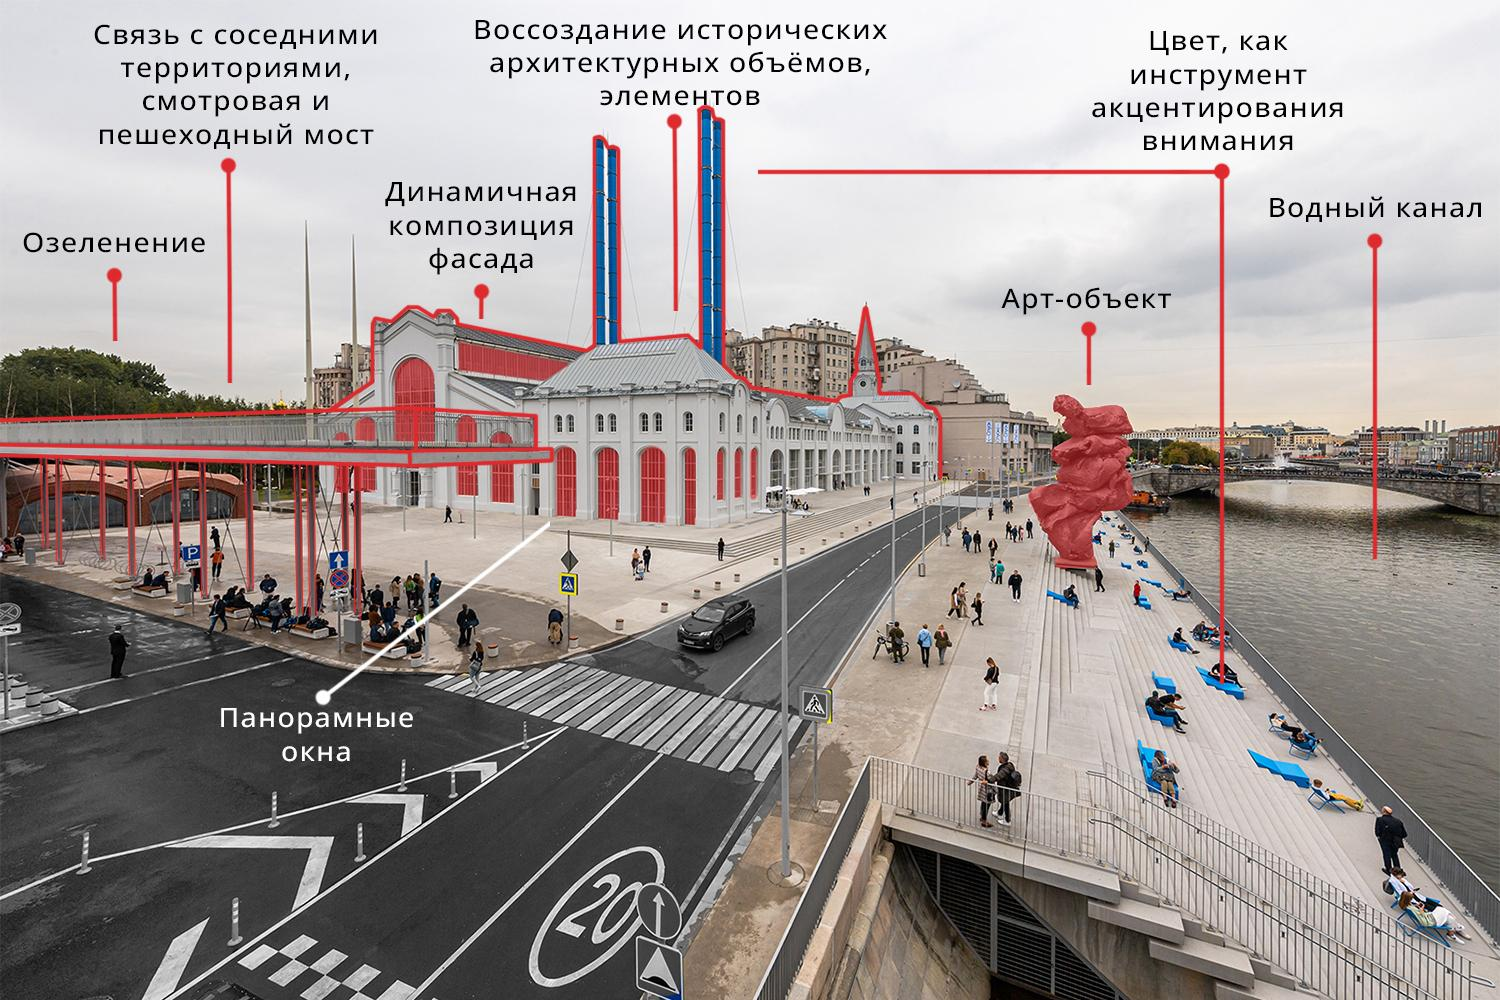 Связь с соседними
территориями,
смотровая и
пешеходный мост
Воссоздание исторических
архитектурных объёмов,
элементов
Цвет, как
инструмент
акцентирования
внимания
Динамичная
композиция
фасада
Водный канал
Озеленение
Арт-объект
P
Панорамные
окна
20